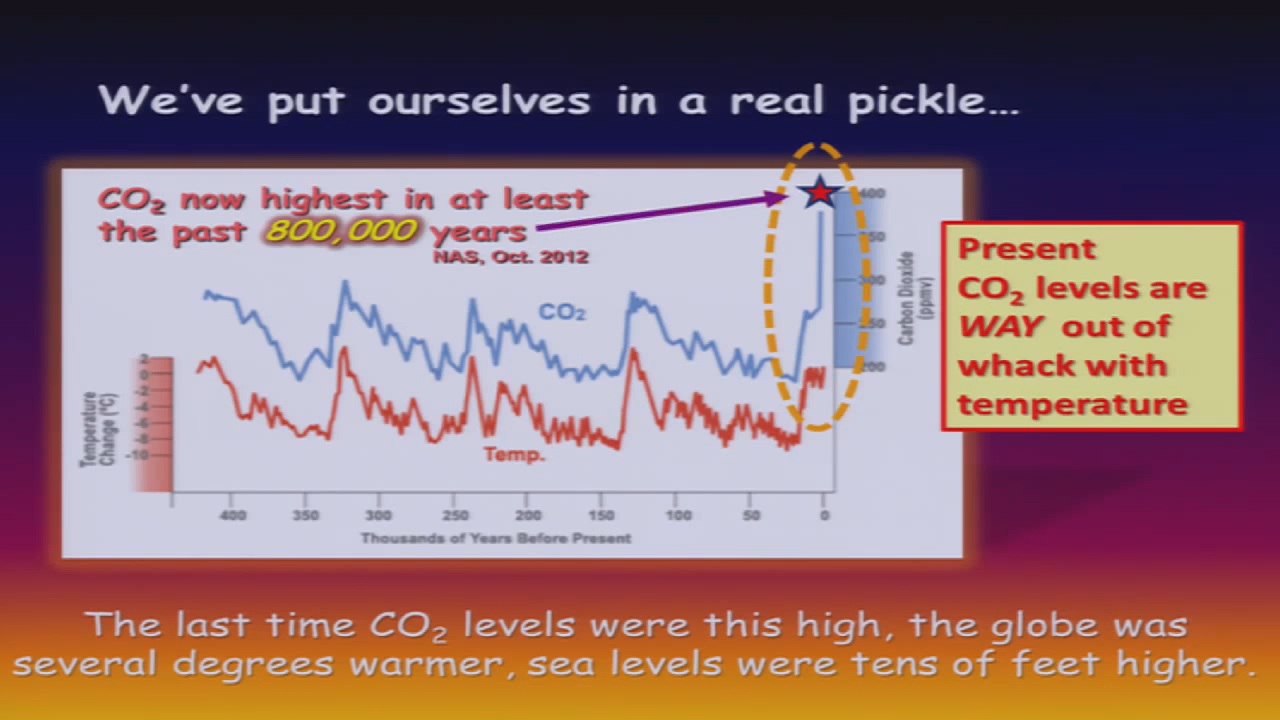 We've put ourselves in a real pickle...
CO₂ now highest in at least
the past 800,000 years
NAS, Oct. 2012
CO₂
Temp.
Temperature
Change (°C)
2
0
-2
-4
-6
-8
-10
400
350
300
250
200
Carbon Dioxide
(ppmv)
400
350
300
250
200
150
100
50
0
Thousands of Years Before Present
Present
CO₂ levels are
WAY out of
whack with
temperature
The last time CO₂ levels were this high, the globe was
several degrees warmer, sea levels were tens of feet higher.